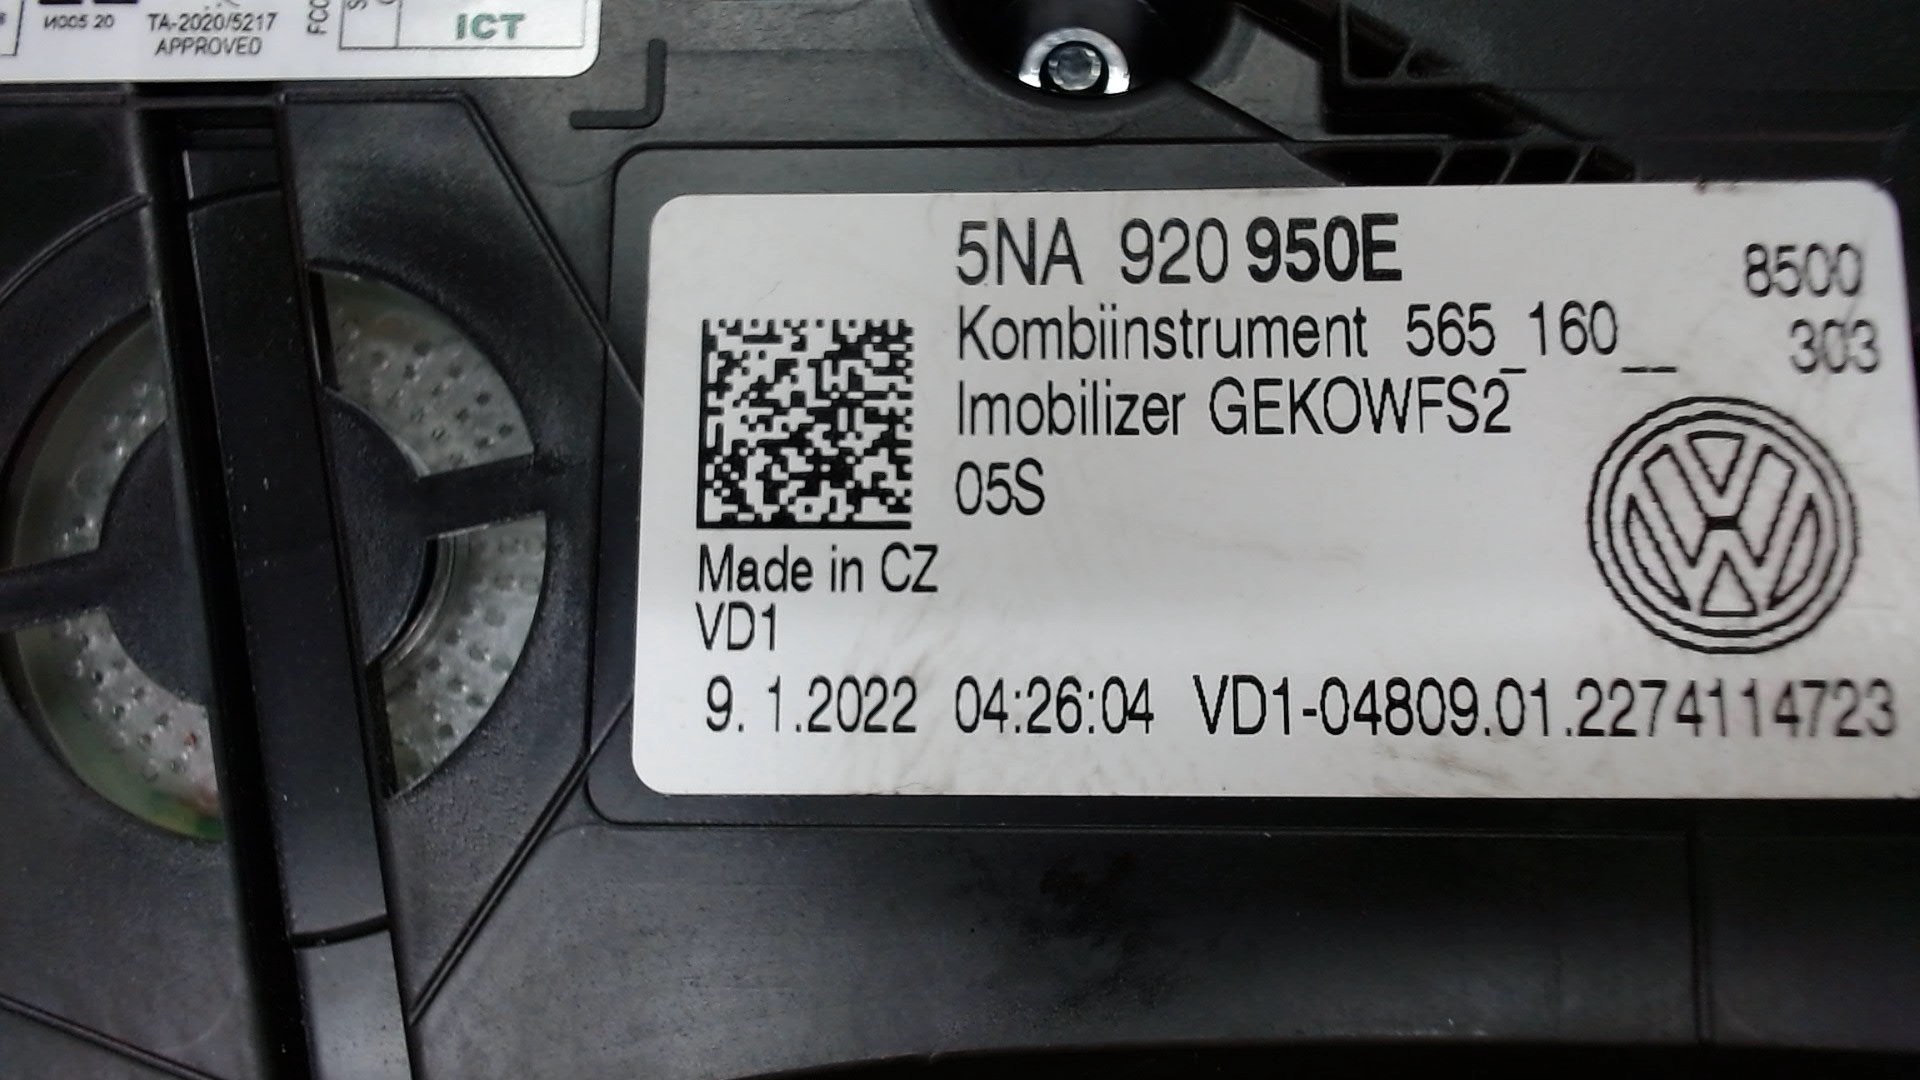 TA-2020/5217
APPROVED
FCC
ICT
5NA 920 950E
8500
Kombiinstrument 565_160__
303
Imobilizer GEKOWFS2
05S
Made in CZ
VD1
9. 1.2022 04:26:04 VD1-04809.01.2274114723